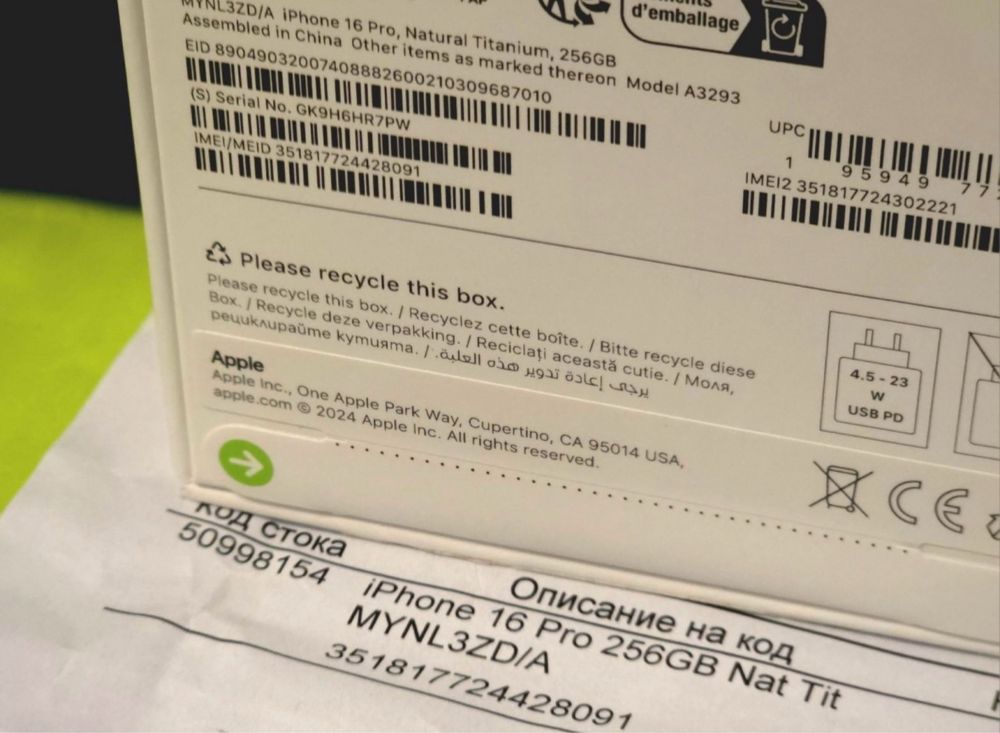 d'emballage
MYNL3ZD/A iPhone 16 Pro, Natural Titanium, 256GB
Assembled in China Other items as marked thereon Model A3293
EID 89049032007408882600210309687010
(S) Serial No. GK9H6HR7PW
IMEI/MEID 351817724428091
UPC
1 95949 77
IMEI2 351817724302221
Please recycle this box.
Please recycle this box. / Recyclez cette boîte. / Bitte recycle diese
Box. / Recycle deze verpakking. / Reciclați această cutie. / Моля,
рециклирайте кутията. / يرجى إعادة تدوير هذه العلبة.
Apple
Apple Inc., One Apple Park Way, Cupertino, CA 95014 USA,
apple.com © 2024 Apple Inc. All rights reserved.
4.5 - 23
W
USB PD
CE
Код стока
Описание на код
50998154 iPhone 16 Pro 256GB Nat Tit
MYNL3ZD/A
351817724428091